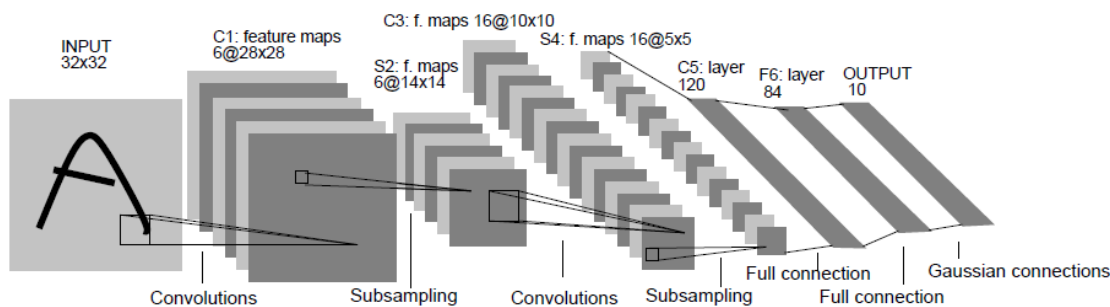 INPUT
32x32
C1: feature maps
6@28x28
S2: f. maps
6@14x14
C3: f. maps 16@10x10
S4: f. maps 16@5x5
C5: layer
120
F6: layer
84
OUTPUT
10
Convolutions
Subsampling
Convolutions
Subsampling
Full connection
Full connection
Gaussian connections
A